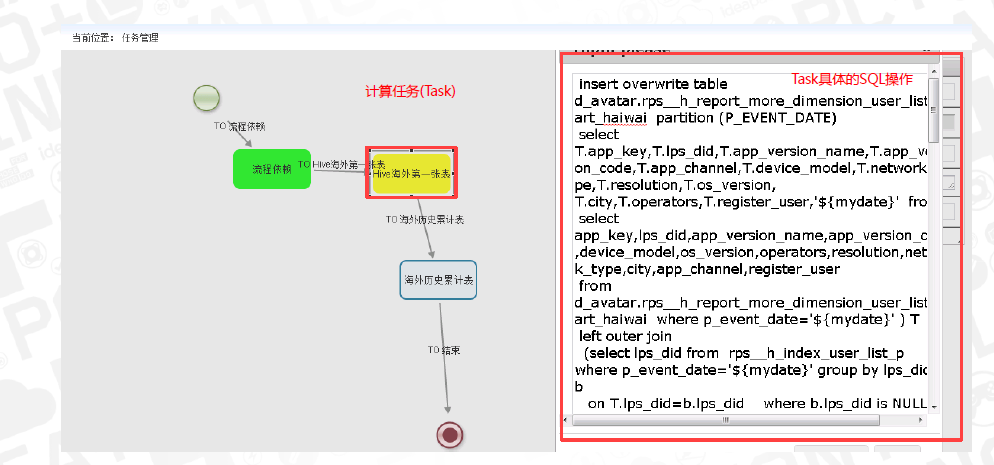 当前位置： 任务管理
计算任务(Task)
TO 流程依赖
流程依赖
TO Hive海外第一张表
Hive海外第一张表
TO 海外历史累计表
海外历史累计表
TO 结束
Task具体的SQL操作
insert overwrite table
d_avatar.rps__h_report_more_dimension_user_list
art_haiwai partition (P_EVENT_DATE)
select
T.app_key,T.lps_did,T.app_version_name,T.app_ve
on_code,T.app_channel,T.device_model,T.network
pe,T.resolution,T.os_version,
T.city,T.operators,T.register_user,'${mydate}' fro
select
app_key,lps_did,app_version_name,app_version_c
,device_model,os_version,operators,resolution,net
k_type,city,app_channel,register_user
from
d_avatar.rps__h_report_more_dimension_user_list
art_haiwai where p_event_date='${mydate}' ) T
left outer join
(select lps_did from rps__h_index_user_list_p
where p_event_date='${mydate}' group by lps_did
b
on T.lps_did=b.lps_did where b.lps_did is NULL